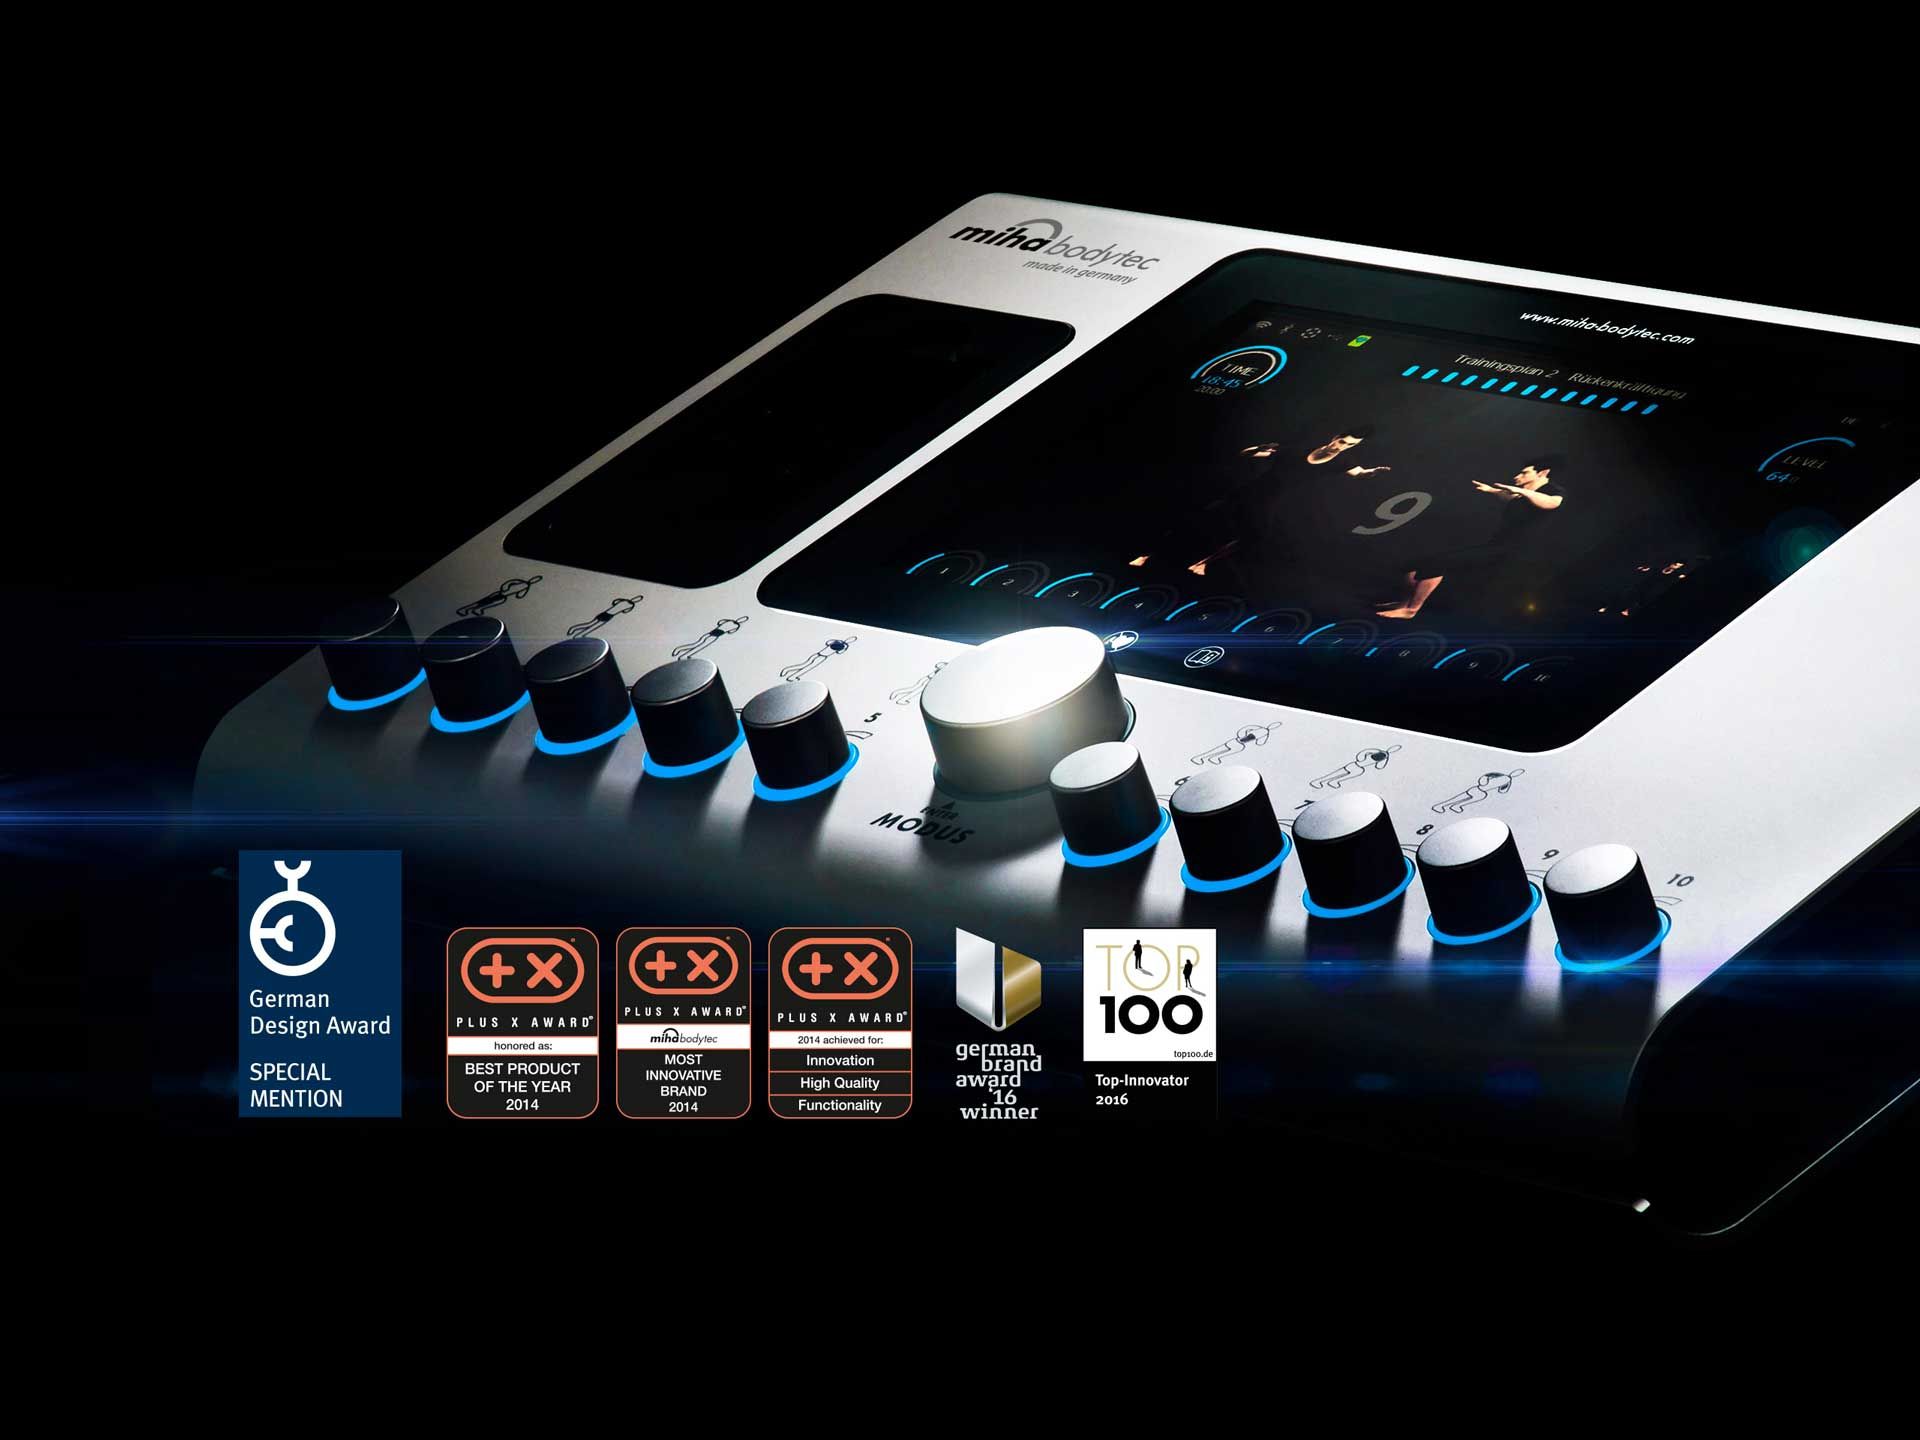 miha bodytec
made in germany
www.miha-bodytec.com
Trainingsplan 2 Rückenkräftigung
TIME
18:45
20:00
LEVEL
64
9
1 2 3 4 5 6 7 8 9 10
5
ENTER
MODUS
6
7
8
9
10
German
Design Award
SPECIAL
MENTION
PLUS X AWARD®
honored as:
BEST PRODUCT
OF THE YEAR
2014
PLUS X AWARD®
miha bodytec
MOST
INNOVATIVE
BRAND
2014
PLUS X AWARD®
2014 achieved for:
Innovation
High Quality
Functionality
german
brand
award
'16
winner
TOP
100
top100.de
Top-Innovator
2016